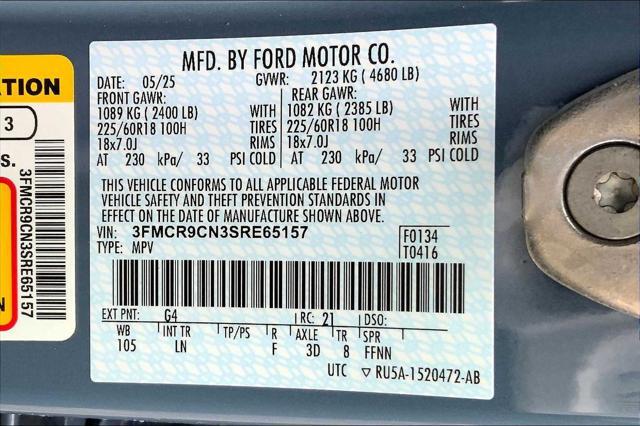 ATION
3
S.
3FMCR9CN3SRE65157
N
MFD. BY FORD MOTOR CO.
DATE: 05/25 GVWR: 2123 KG ( 4680 LB)
FRONT GAWR: REAR GAWR:
1089 KG ( 2400 LB) WITH 1082 KG ( 2385 LB) WITH
225/60R18 100H TIRES 225/60R18 100H TIRES
18x7.0J RIMS 18x7.0J RIMS
AT 230 kPa/ 33 PSI COLD AT 230 kPa/ 33 PSI COLD
THIS VEHICLE CONFORMS TO ALL APPLICABLE FEDERAL MOTOR
VEHICLE SAFETY AND THEFT PREVENTION STANDARDS IN
EFFECT ON THE DATE OF MANUFACTURE SHOWN ABOVE.
VIN: 3FMCR9CN3SRE65157 F0134
TYPE: MPV T0416
EXT PNT: G4 RC: 21 DSO:
WB INT TR TP/PS R AXLE TR SPR
105 LN F 3D 8 FFNN
UTC ▽ RU5A-1520472-AB